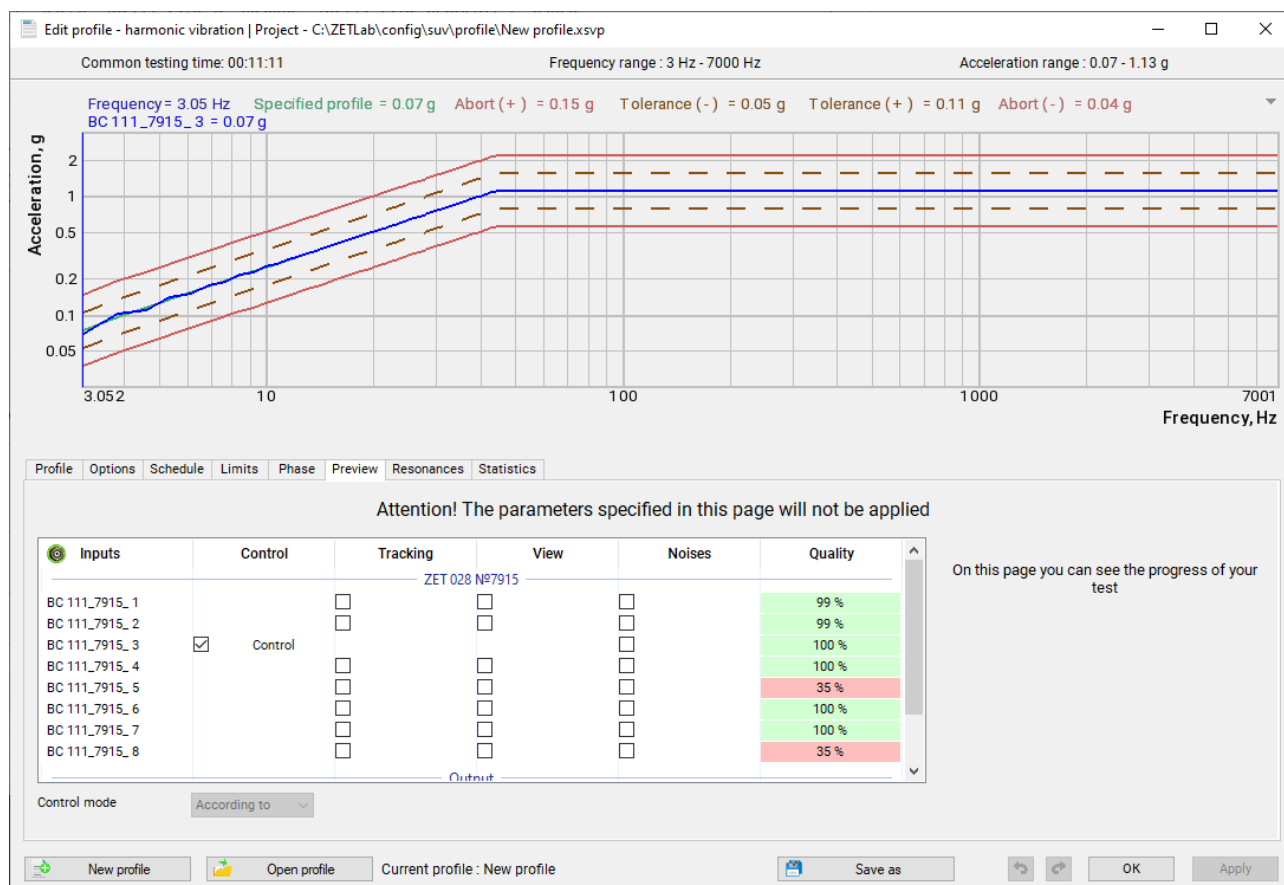 Edit profile - harmonic vibration | Project - C:\ZETLab\config\suv\profile\New profile.xsvp
Common testing time: 00:11:11 Frequency range : 3 Hz - 7000 Hz Acceleration range : 0.07 - 1.13 g
Frequency = 3.05 Hz Specified profile = 0.07 g Abort (+) = 0.15 g Tolerance (-) = 0.05 g Tolerance (+) = 0.11 g Abort (-) = 0.04 g
BC 111_7915_ 3 = 0.07 g
Acceleration, g
2
1
0.5
0.2
0.1
0.05
3.052 10 100 1000 7001
Frequency, Hz
Profile Options Schedule Limits Phase Preview Resonances Statistics
Attention! The parameters specified in this page will not be applied
Inputs Control Tracking View Noises Quality
ZET 028 №7915
BC 111_7915_ 1 99 %
BC 111_7915_ 2 99 %
BC 111_7915_ 3 Control 100 %
BC 111_7915_ 4 100 %
BC 111_7915_ 5 35 %
BC 111_7915_ 6 100 %
BC 111_7915_ 7 100 %
BC 111_7915_ 8 35 %
Output
On this page you can see the progress of your
test
Control mode According to
New profile Open profile Current profile : New profile Save as OK Apply